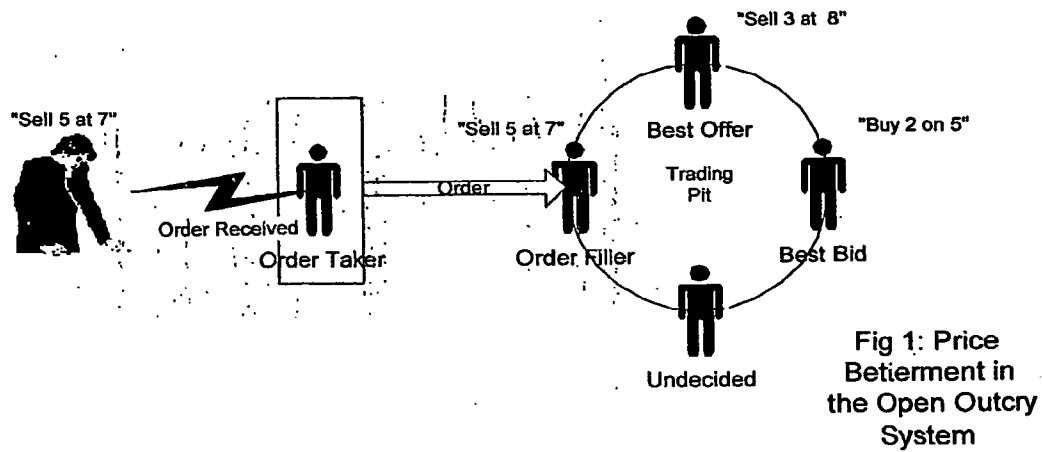 "Sell 3 at 8"
"Sell 5 at 7"
"Sell 5 at 7"
Best Offer
"Buy 2 on 5"
Trading
Pit
Order
Order Received
Order Taker
Order Filler
Best Bid
Undecided
Fig 1: Price
Betierment in
the Open Outcry
System